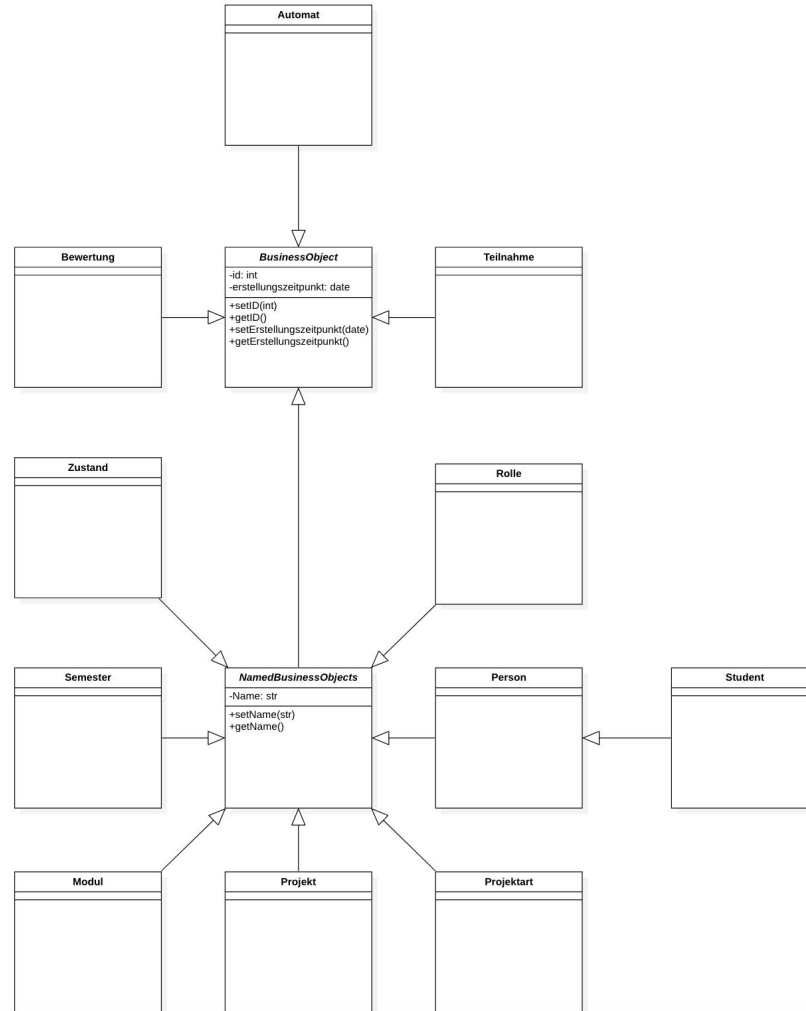 Automat
Bewertung
BusinessObject
-id: int
-erstellungszeitpunkt: date
+setID(int)
+getID()
+setErstellungszeitpunkt(date)
+getErstellungszeitpunkt()
Teilnahme
Zustand
Rolle
Semester
NamedBusinessObjects
-Name: str
+setName(str)
+getName()
Person
Student
Modul
Projekt
Projektart